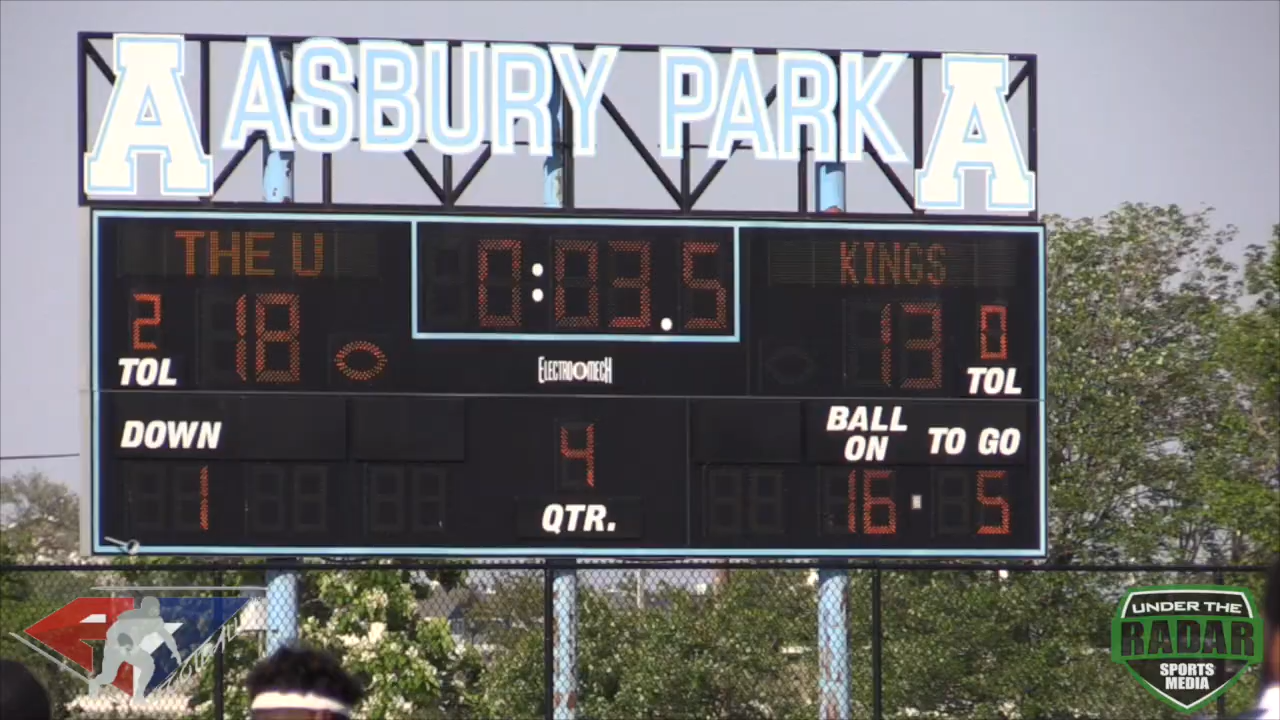 A ASBURY PARK A
THE U 0:03.5 KINGS
2 18 13 0
TOL ELECTRO-MECH TOL
DOWN BALL ON TO GO
1 4 16 5
QTR.
UNDER THE
RADAR
SPORTS
MEDIA